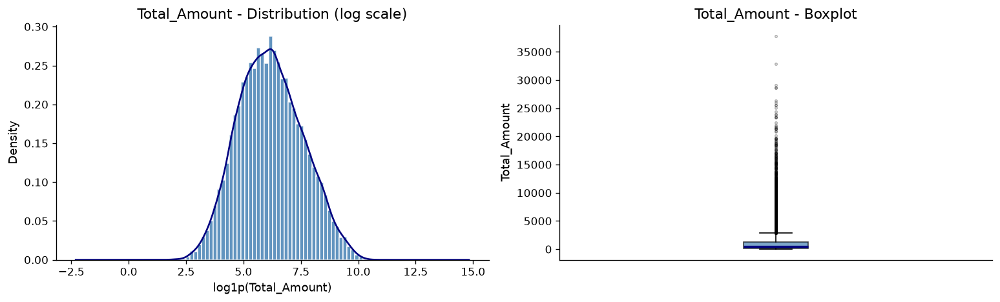 Total_Amount - Distribution (log scale)
0.30
0.25
0.20
0.15
0.10
0.05
0.00
Density
−2.5 0.0 2.5 5.0 7.5 10.0 12.5 15.0
log1p(Total_Amount)
Total_Amount - Boxplot
35000
30000
25000
20000
15000
10000
5000
0
Total_Amount